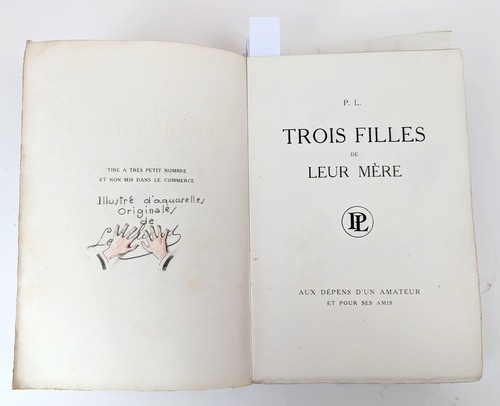 TIRE A TRÈS PETIT NOMBRE
ET NON MIS DANS LE COMMERCE
Illustré d'aquarelles
Originales
de
P. L.
TROIS FILLES
DE
LEUR MÈRE
PL
AUX DÉPENS D'UN AMATEUR
ET POUR SES AMIS